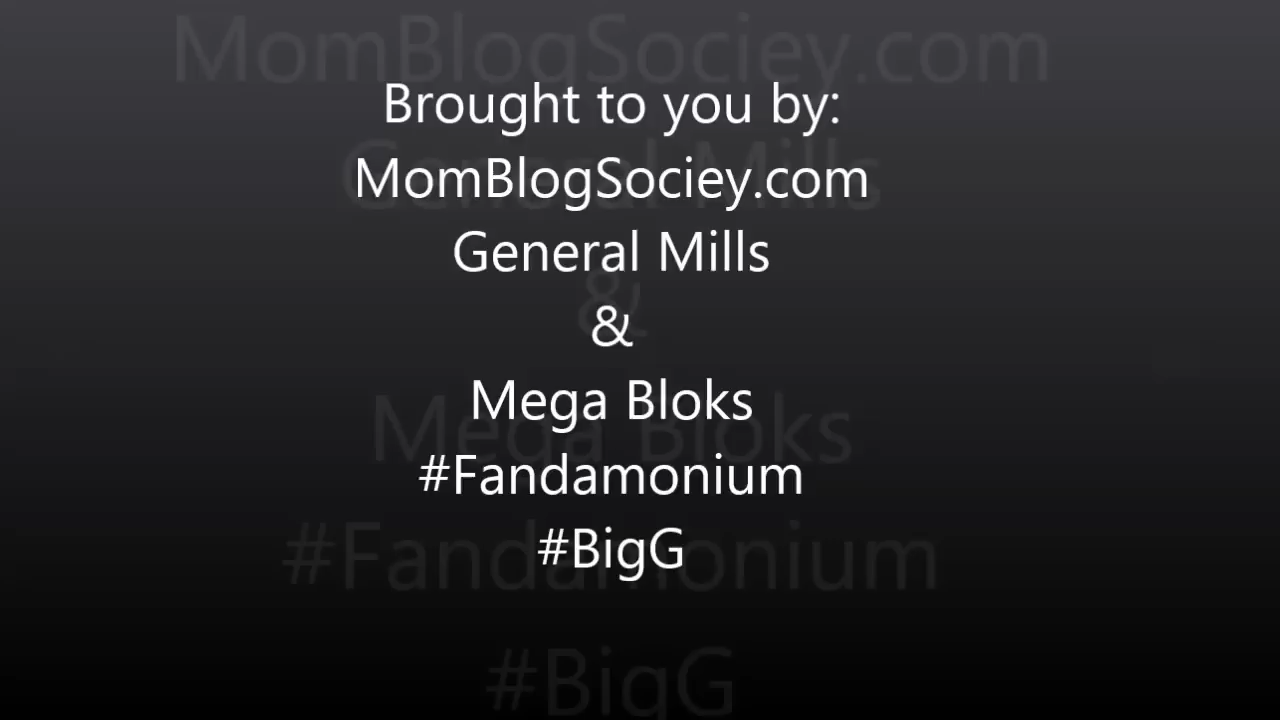 Brought to you by:
MomBlogSociey.com
General Mills
&
Mega Bloks
#Fandamonium
#BigG